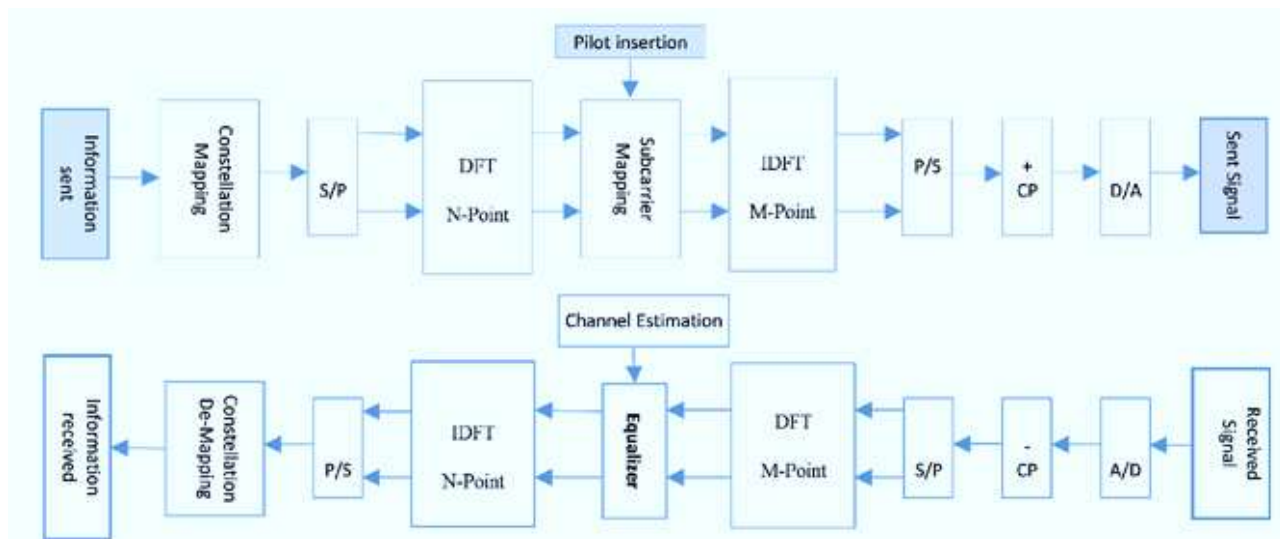 Pilot insertion
Information
sent
Constellation
Mapping
S/P
DFT
N-Point
Subcarrier
Mapping
IDFT
M-Point
P/S
+
CP
D/A
Sent Signal
Channel Estimation
Information
received
Constellation
De-Mapping
P/S
IDFT
N-Point
Equalizer
DFT
M-Point
S/P
-
CP
A/D
Received
Signal